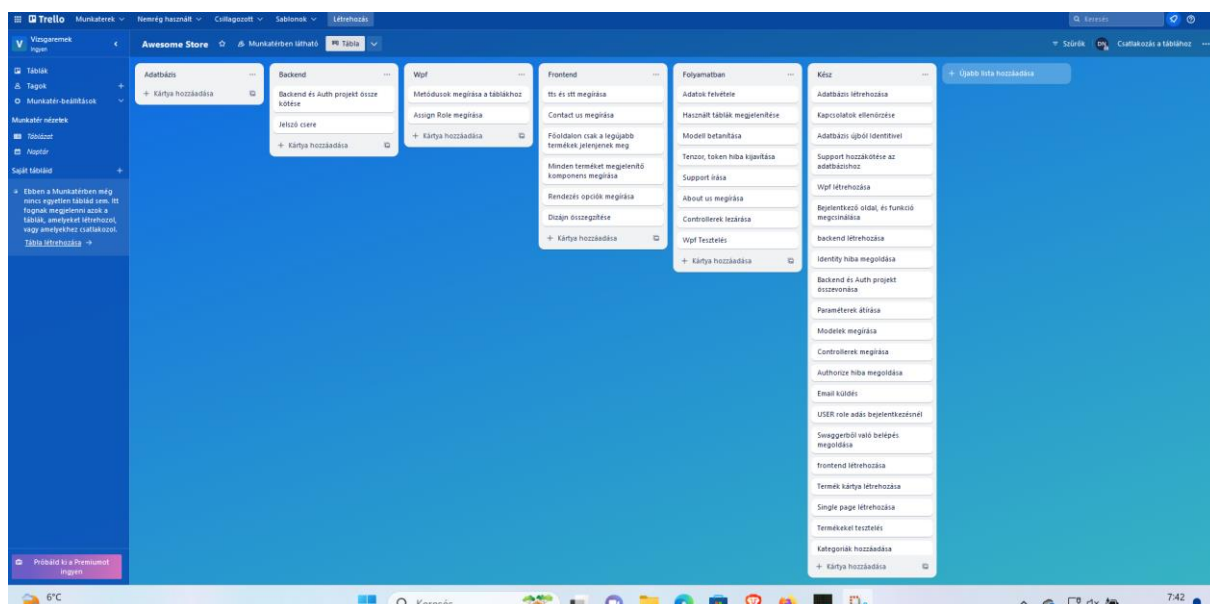 Trello Munkaterek Nemrég használt Csillagozott Sablonok Létrehozás Keresés
V Vizsgaremek
Ingyen
Awesome Store Munkatérben látható Tábla Szűrők DN Csatlakozás a táblához
Táblák
Tagok
Munkatér-beállítások
Munkatér nézetek
Táblázat
Naptár
Saját tábláid
Ebben a Munkatérben még
nincs egyetlen táblád sem. Itt
fognak megjelenni azok a
táblák, amelyeket létrehozol,
vagy amelyekhez csatlakozol.
Tábla létrehozása
Próbáld ki a Premiumot
ingyen
Adatbázis
+ Kártya hozzáadása
Backend
Backend és Auth projekt össze
kötése
Jelszó csere
+ Kártya hozzáadása
Wpf
Metódusok megírása a táblákhoz
Assign Role megírása
+ Kártya hozzáadása
Frontend
tts és stt megírása
Contact us megírása
Főoldalon csak a legújabb
termékek jelenjenek meg
Minden terméket megjelenítő
komponens megírása
Rendezés opciók megírása
Dizájn összegzítése
+ Kártya hozzáadása
Folyamatban
Adatok felvétele
Használt táblák megjelenítése
Modell betanítása
Tenzor, token hiba kijavítása
Support írása
About us megírása
Controllerek lezárása
Wpf Tesztelés
+ Kártya hozzáadása
Kész
Adatbázis létrehozása
Kapcsolatok ellenőrzése
Adatbázis újból Identitivel
Support hozzákötése az
adatbázishoz
Wpf létrehozása
Bejelentkező oldal, és funkció
megcsinálása
backend létrehozása
Identity hiba megoldása
Backend és Auth projekt
összevonása
Paraméterek átírása
Modelek megírása
Controllerek megírása
Authorize hiba megoldása
Email küldés
USER role adás bejelentkezésnél
Swaggerből való belépés
megoldása
frontend létrehozása
Termék kártya létrehozása
Single page létrehozása
Termékekel tesztelés
Kategoriák hozzáadása
+ Kártya hozzáadása
+ Újabb lista hozzáadása
6°C
Keresés
7:42